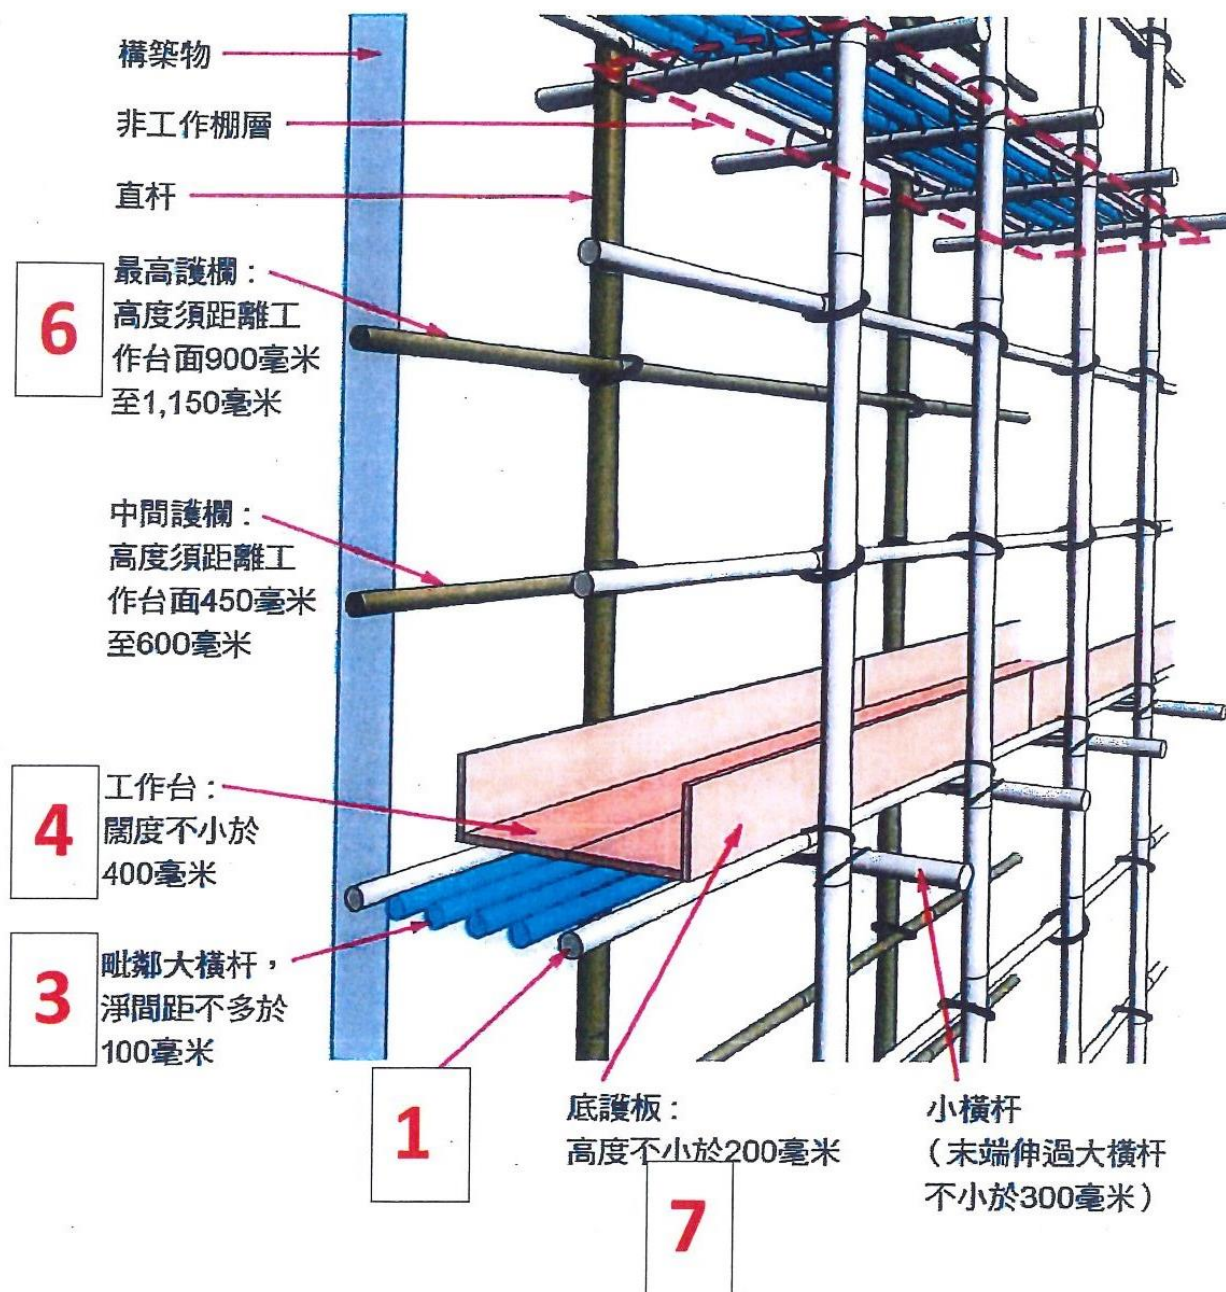 構築物
非工作棚層
直杆
6
最高護欄：
高度須距離工
作台面900毫米
至1,150毫米
中間護欄：
高度須距離工
作台面450毫米
至600毫米
4
工作台：
闊度不小於
400毫米
3
毗鄰大橫杆，
淨間距不多於
100毫米
1
底護板：
高度不小於200毫米
7
小橫杆
（末端伸過大橫杆
不小於300毫米）